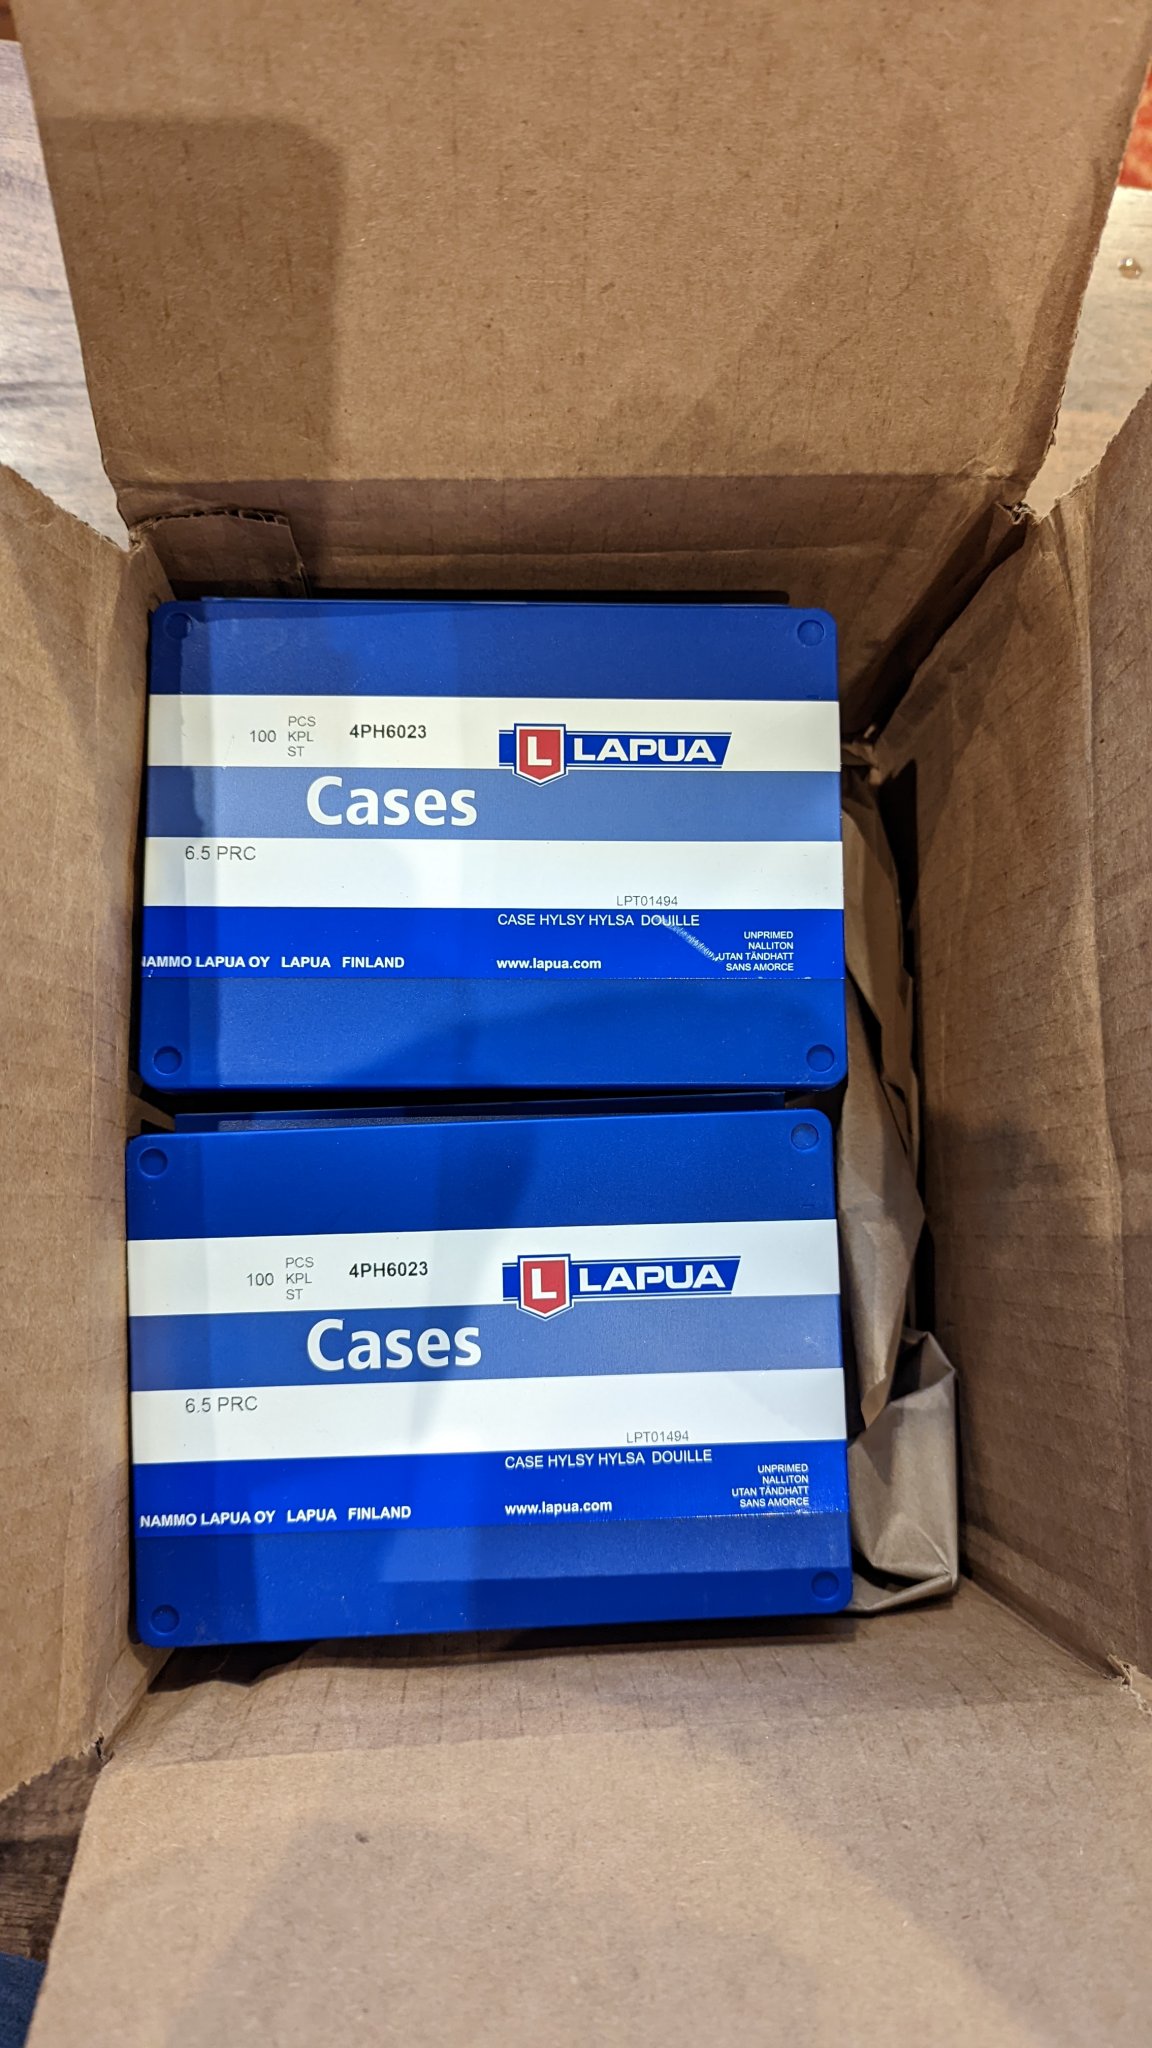 100 PCS
KPL
ST
4PH6023
L LAPUA
Cases
6.5 PRC
LPT01494
CASE HYLSY HYLSA DOUILLE
UNPRIMED
NALLITON
UTAN TÄNDHATT
SANS AMORCE
NAMMO LAPUA OY LAPUA FINLAND
www.lapua.com
100 PCS
KPL
ST
4PH6023
L LAPUA
Cases
6.5 PRC
LPT01494
CASE HYLSY HYLSA DOUILLE
UNPRIMED
NALLITON
UTAN TÄNDHATT
SANS AMORCE
NAMMO LAPUA OY LAPUA FINLAND
www.lapua.com